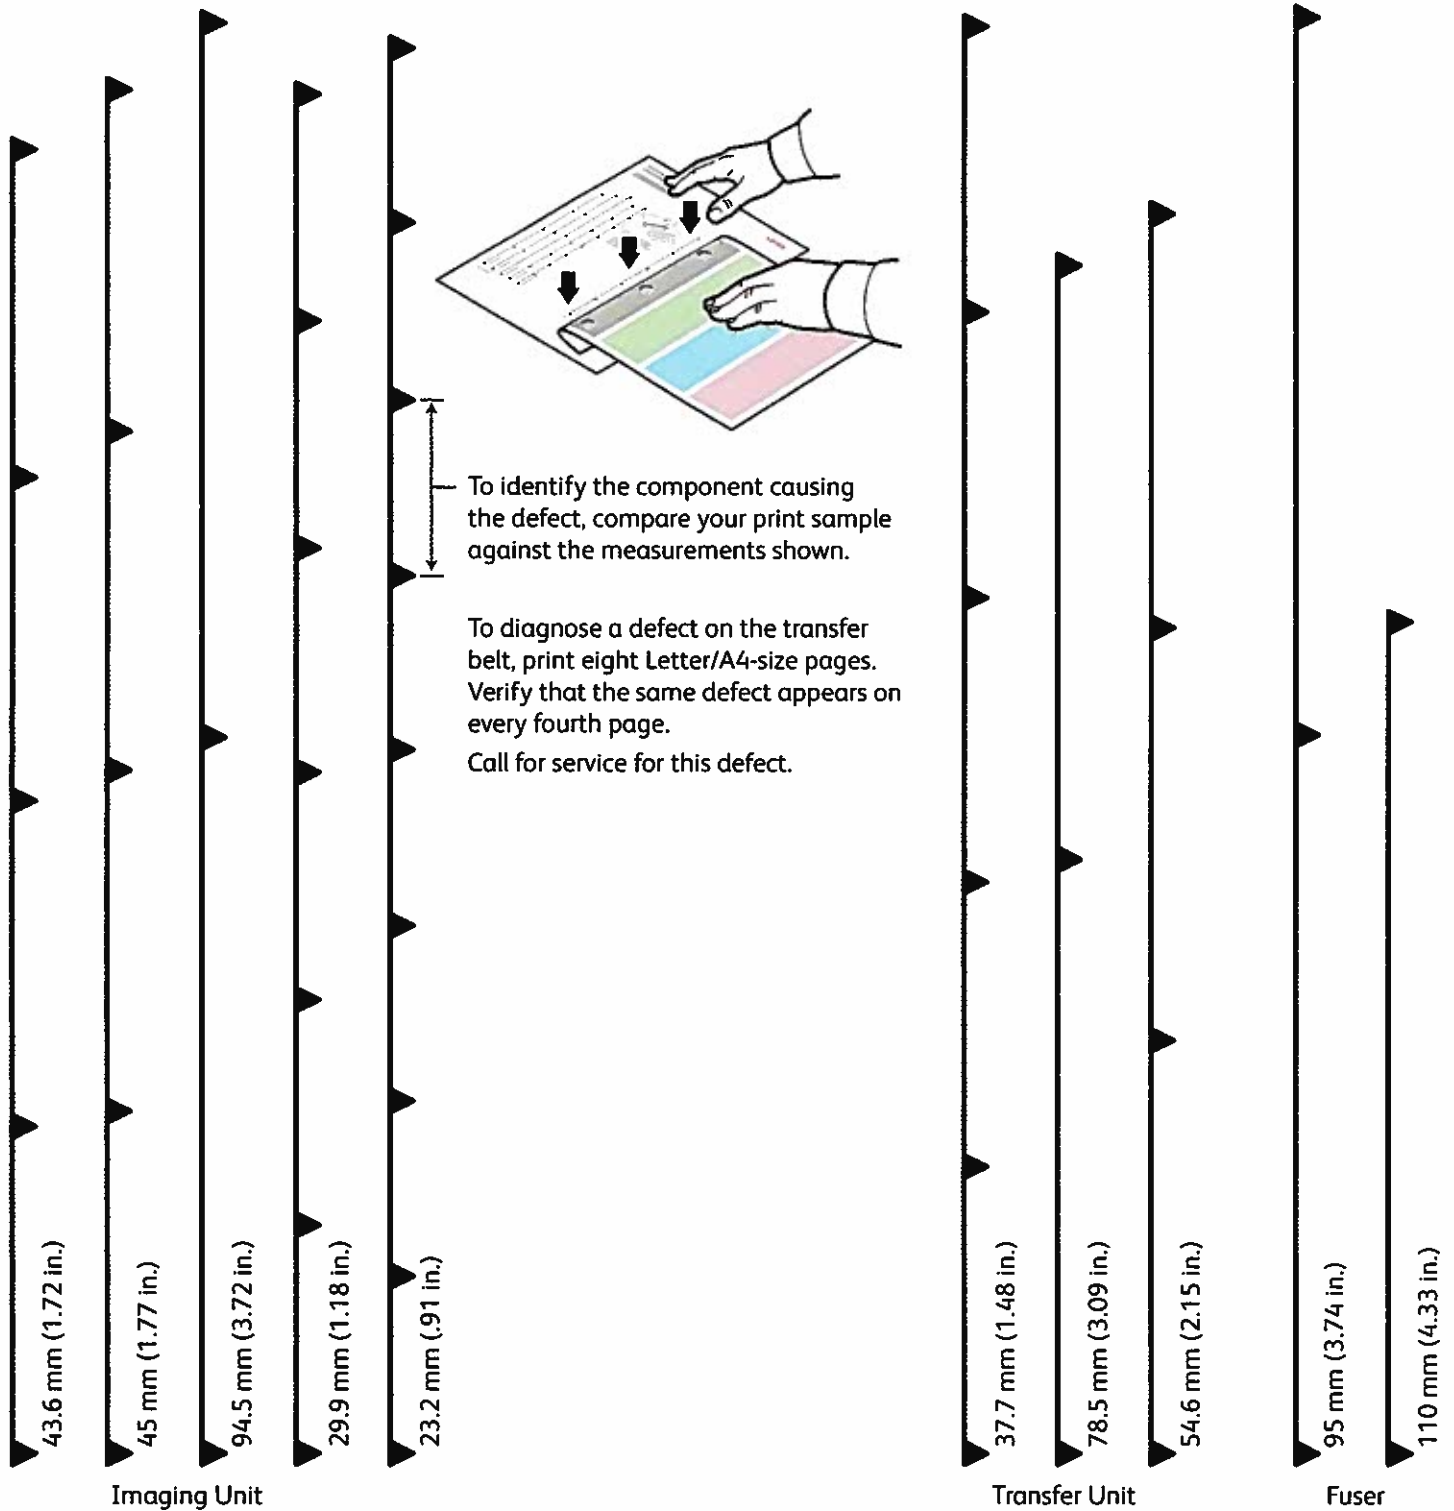 To identify the component causing
the defect, compare your print sample
against the measurements shown.
To diagnose a defect on the transfer
belt, print eight Letter/A4-size pages.
Verify that the same defect appears on
every fourth page.
Call for service for this defect.
43.6 mm (1.72 in.)
45 mm (1.77 in.)
94.5 mm (3.72 in.)
29.9 mm (1.18 in.)
23.2 mm (.91 in.)
37.7 mm (1.48 in.)
78.5 mm (3.09 in.)
54.6 mm (2.15 in.)
95 mm (3.74 in.)
110 mm (4.33 in.)
Imaging Unit
Transfer Unit
Fuser